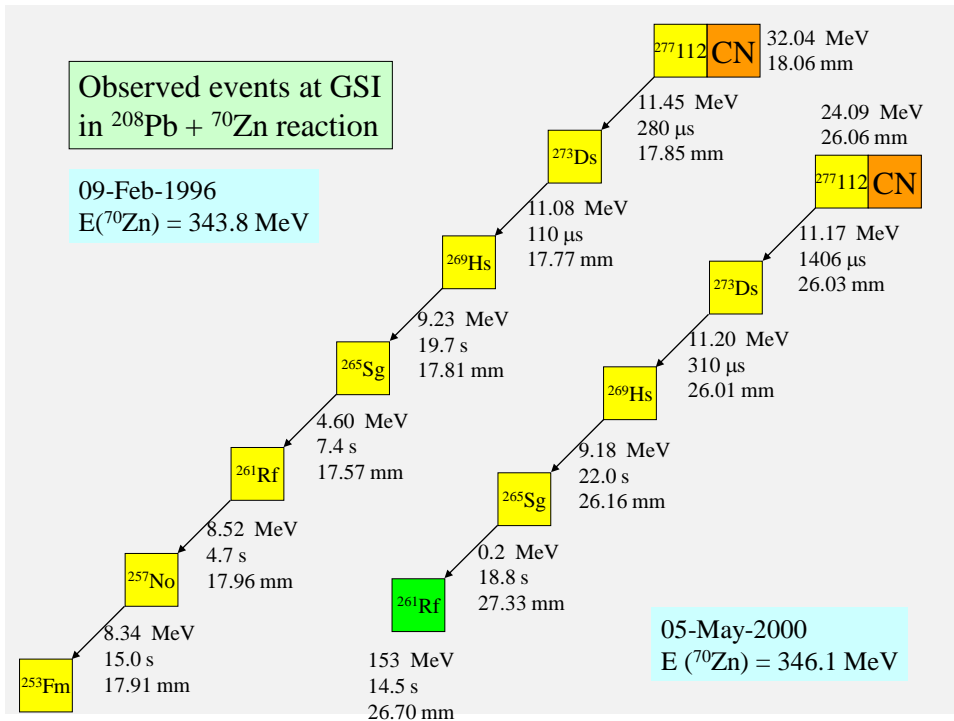 Observed events at GSI
in ²⁰⁸Pb + ⁷⁰Zn reaction
09-Feb-1996
E(⁷⁰Zn) = 343.8 MeV
²⁷⁷112 CN
32.04 MeV
18.06 mm
11.45 MeV
280 μs
17.85 mm
²⁷³Ds
11.08 MeV
110 μs
17.77 mm
²⁶⁹Hs
9.23 MeV
19.7 s
17.81 mm
²⁶⁵Sg
4.60 MeV
7.4 s
17.57 mm
²⁶¹Rf
8.52 MeV
4.7 s
17.96 mm
²⁵⁷No
8.34 MeV
15.0 s
17.91 mm
²⁵³Fm
24.09 MeV
26.06 mm
²⁷⁷112 CN
11.17 MeV
1406 μs
26.03 mm
²⁷³Ds
11.20 MeV
310 μs
26.01 mm
²⁶⁹Hs
9.18 MeV
22.0 s
26.16 mm
²⁶⁵Sg
0.2 MeV
18.8 s
27.33 mm
²⁶¹Rf
153 MeV
14.5 s
26.70 mm
05-May-2000
E (⁷⁰Zn) = 346.1 MeV